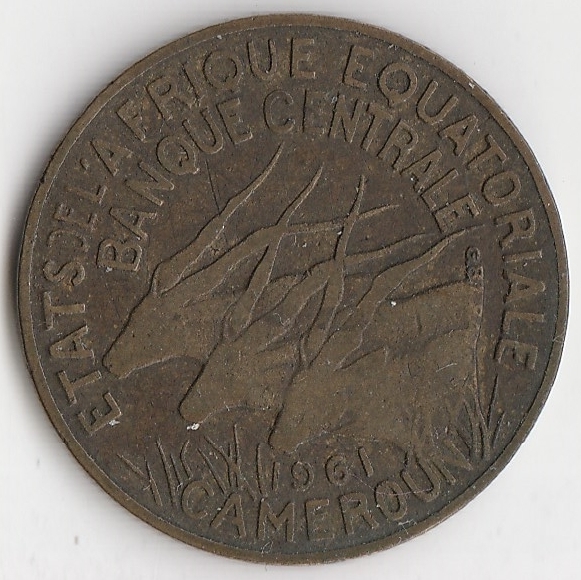 ETATS DE L'AFRIQUE EQUATORIALE
BANQUE CENTRALE
1961
CAMEROUN